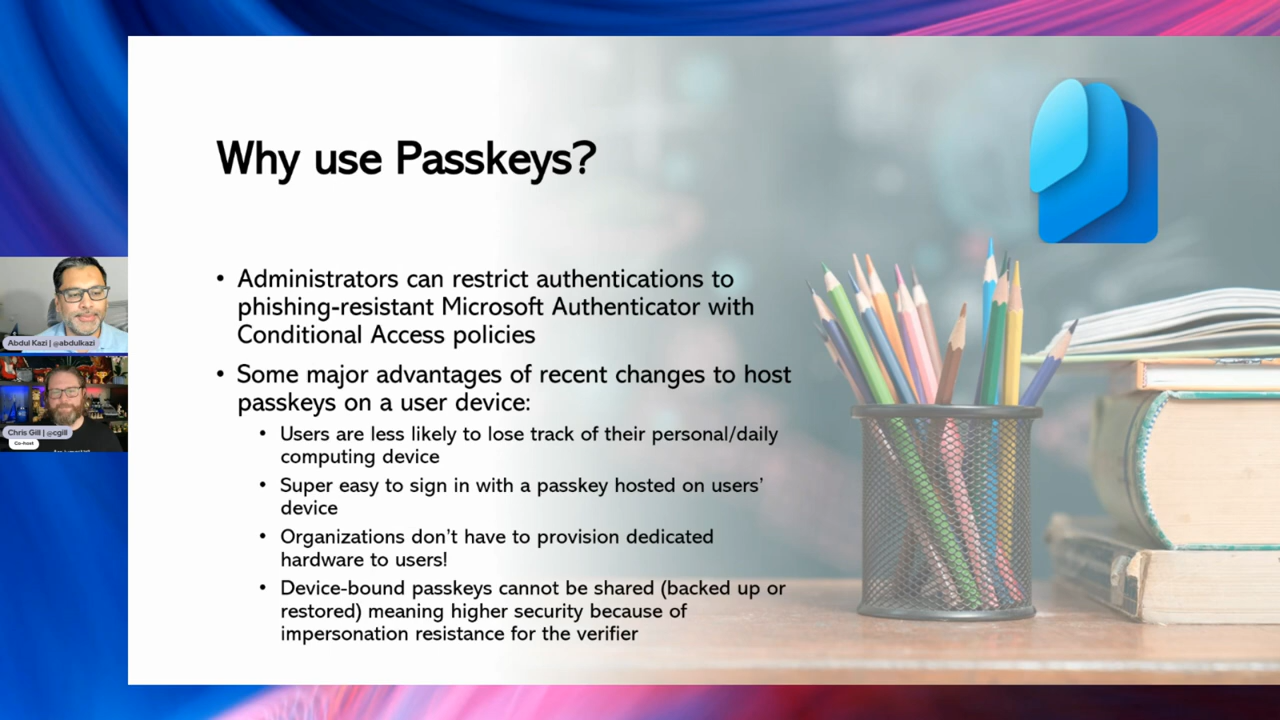 Why use Passkeys?
• Administrators can restrict authentications to
phishing-resistant Microsoft Authenticator with
Conditional Access policies
• Some major advantages of recent changes to host
passkeys on a user device:
• Users are less likely to lose track of their personal/daily
computing device
• Super easy to sign in with a passkey hosted on users’
device
• Organizations don’t have to provision dedicated
hardware to users!
• Device-bound passkeys cannot be shared (backed up or
restored) meaning higher security because of
impersonation resistance for the verifier
Abdul Kazi | @abdulkazi
Chris Gill | @cgill
Co-host